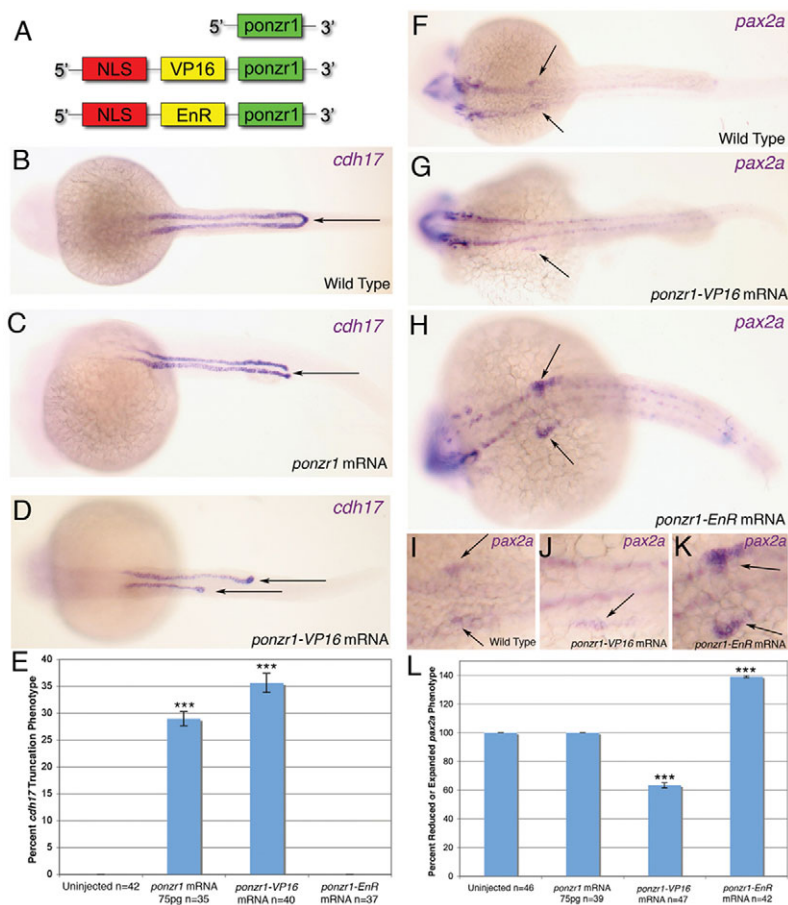 A
5' ponzr1 3'
5' NLS VP16 ponzr1 3'
5' NLS EnR ponzr1 3'
B
cdh17
Wild Type
C
cdh17
ponzr1 mRNA
D
cdh17
ponzr1-VP16 mRNA
E
Percent cdh17 Truncation Phenotype
40
35
30
25
20
15
10
5
0
***
***
Uninjected n=42
ponzr1 mRNA
75pg n=35
ponzr1-VP16
mRNA n=40
ponzr1-EnR
mRNA n=37
F
pax2a
Wild Type
G
pax2a
ponzr1-VP16 mRNA
H
pax2a
ponzr1-EnR mRNA
I
pax2a
Wild Type
J
pax2a
ponzr1-VP16 mRNA
K
pax2a
ponzr1-EnR mRNA
L
Percent Reduced or Expanded pax2a Phenotype
140
120
100
80
60
40
20
0
***
***
Uninjected n=46
ponzr1 mRNA
75pg n=39
ponzr1-VP16
mRNA n=47
ponzr1-EnR
mRNA n=42